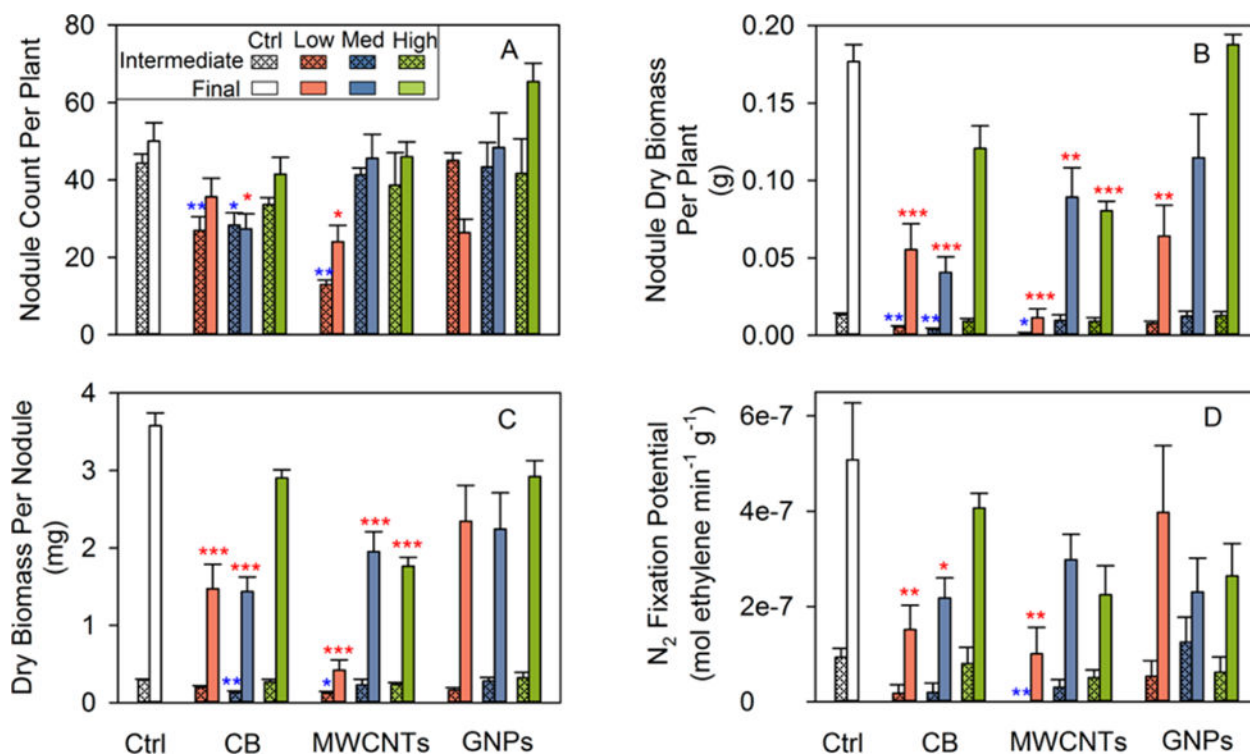 A
Ctrl Low Med High
Intermediate
Final
Nodule Count Per Plant
80
60
40
20
0
** * * ** *
B
Nodule Dry Biomass
Per Plant
(g)
0.20
0.15
0.10
0.05
0.00
** *** ** *** * *** ** *** **
C
Dry Biomass Per Nodule
(mg)
4
3
2
1
0
*** ** *** * *** *** ***
D
N2 Fixation Potential
(mol ethylene min-1 g-1)
6e-7
4e-7
2e-7
0
** * ** **
Ctrl CB MWCNTs GNPs
Ctrl CB MWCNTs GNPs